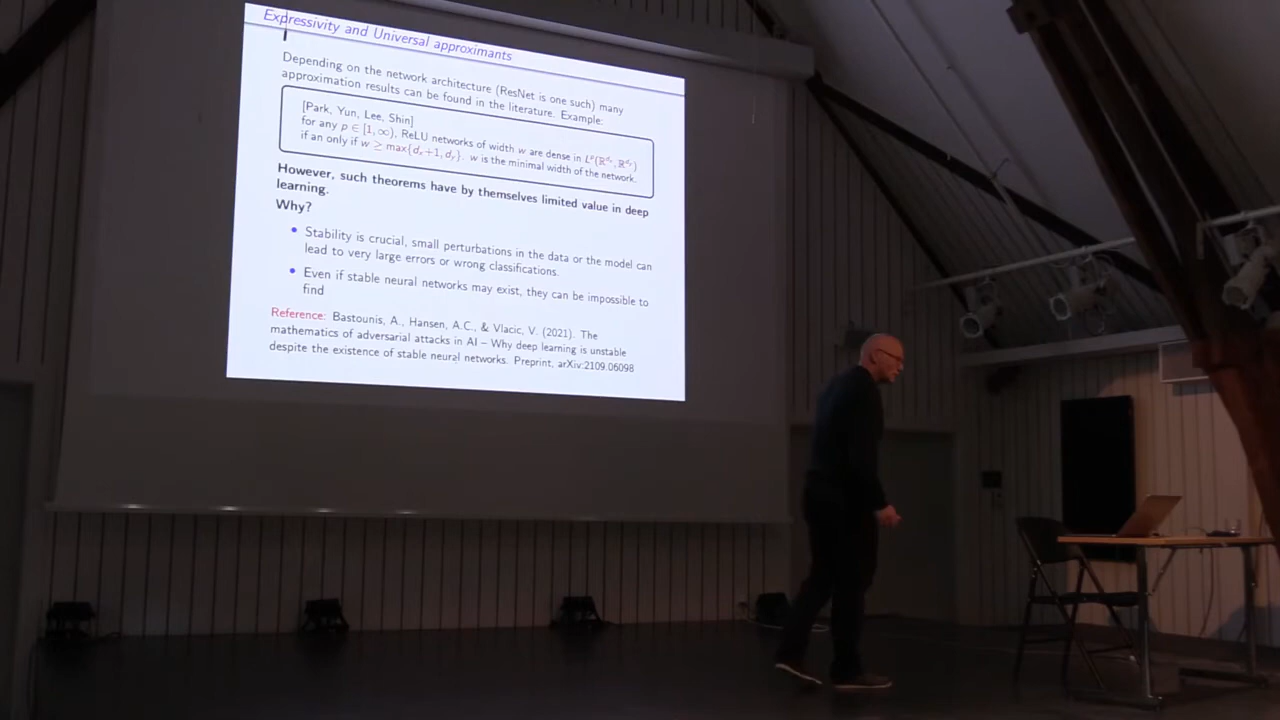 Expressivity and Universal approximants
Depending on the network architecture (ResNet is one such) many
approximation results can be found in the literature. Example:
[Park, Yun, Lee, Shin]
for any p ∈ [1, ∞), ReLU networks of width w are dense in Lᵖ(ℝᵈˣ, ℝᵈʸ)
if an only if w ≥ max{dₓ+1, d_y}. w is the minimal width of the network.
However, such theorems have by themselves limited value in deep
learning.
Why?
• Stability is crucial, small perturbations in the data or the model can
lead to very large errors or wrong classifications.
• Even if stable neural networks may exist, they can be impossible to
find
Reference: Bastounis, A., Hansen, A.C., & Vlacic, V. (2021). The
mathematics of adversarial attacks in AI – Why deep learning is unstable
despite the existence of stable neural networks. Preprint, arXiv:2109.06098